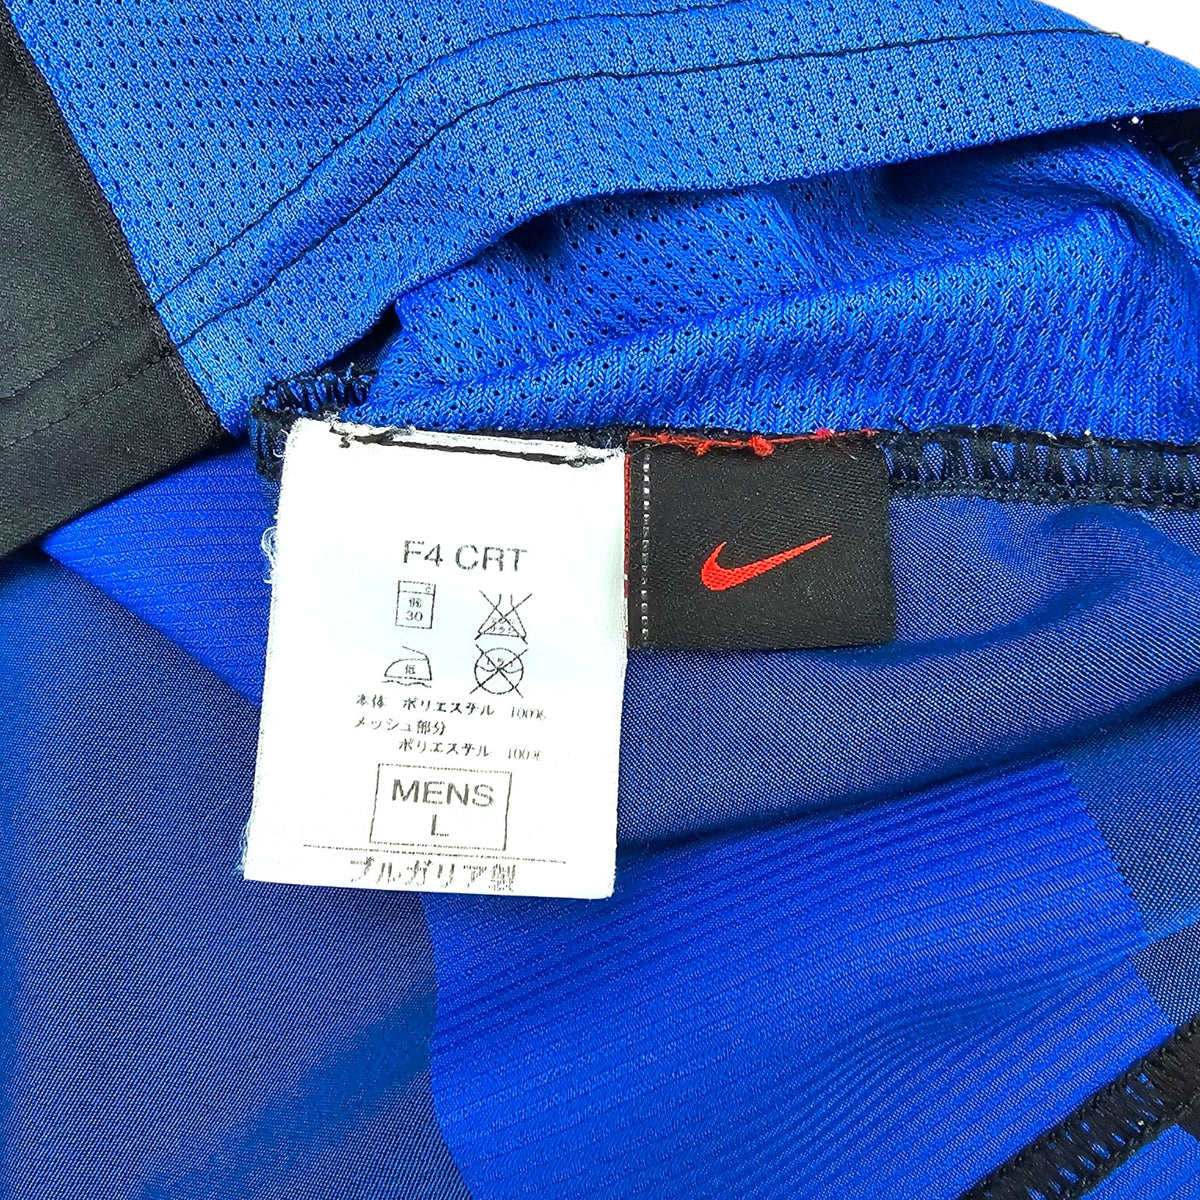 F4 CRT
低
30
低
本体 ポリエステル 100%
メッシュ部分
ポリエステル 100%
MENS
L
ブルガリア製